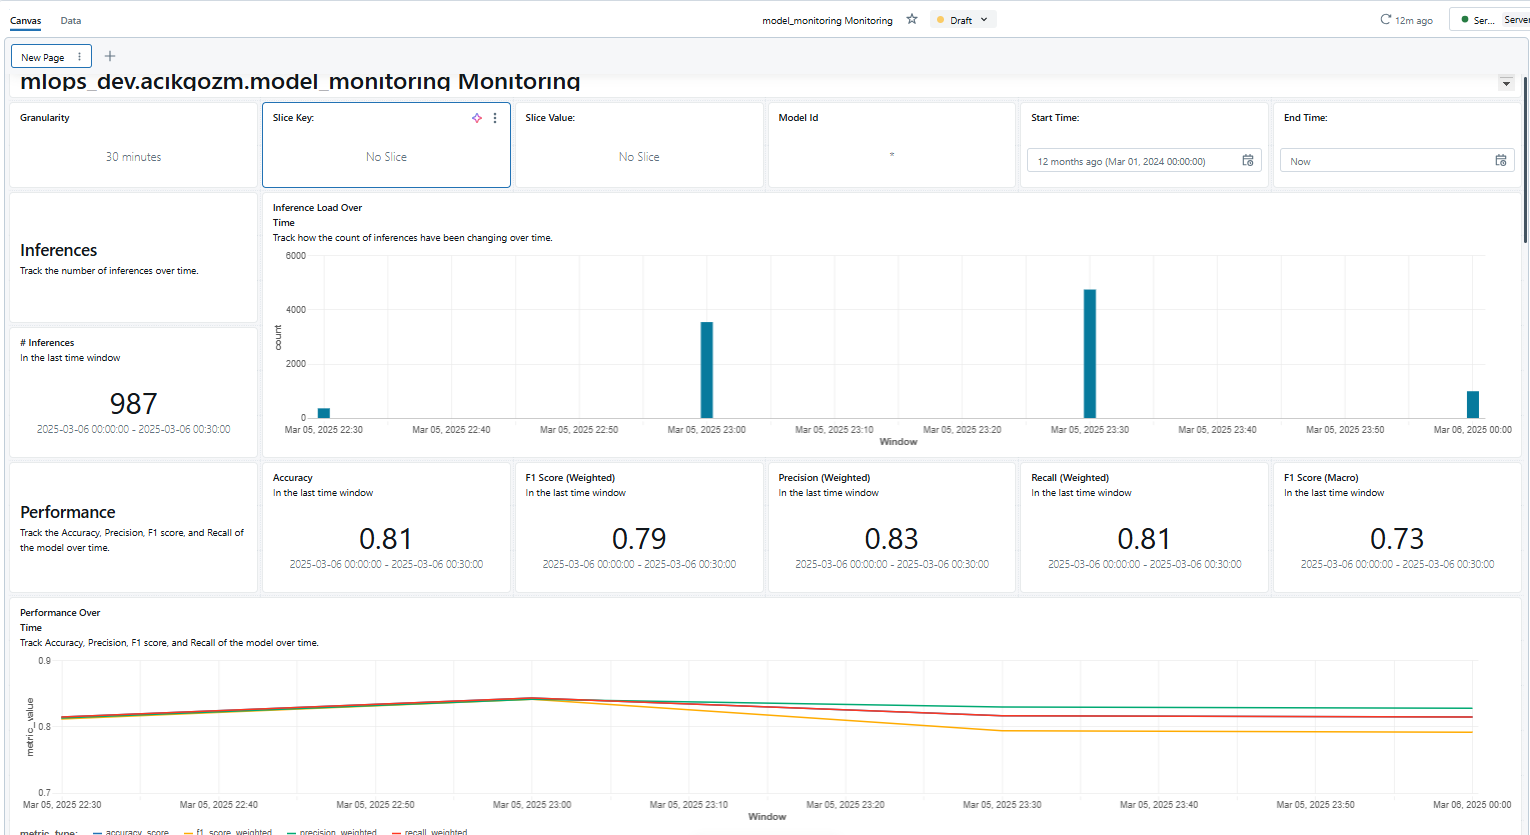 Canvas
Data
model_monitoring Monitoring
Draft
12m ago
Ser...
Server
New Page
mlops_dev.acikgozm.model_monitoring Monitoring
Granularity
30 minutes
Slice Key:
No Slice
Slice Value:
No Slice
Model Id
*
Start Time:
12 months ago (Mar 01, 2024 00:00:00)
End Time:
Now
Inferences
Track the number of inferences over time.
Inference Load Over
Time
Track how the count of inferences have been changing over time.
6000
4000
2000
0
count
Mar 05, 2025 22:30
Mar 05, 2025 22:40
Mar 05, 2025 22:50
Mar 05, 2025 23:00
Mar 05, 2025 23:10
Mar 05, 2025 23:20
Mar 05, 2025 23:30
Mar 05, 2025 23:40
Mar 05, 2025 23:50
Mar 06, 2025 00:00
Window
# Inferences
In the last time window
987
2025-03-06 00:00:00 - 2025-03-06 00:30:00
Performance
Track the Accuracy, Precision, F1 score, and Recall of
the model over time.
Accuracy
In the last time window
0.81
2025-03-06 00:00:00 - 2025-03-06 00:30:00
F1 Score (Weighted)
In the last time window
0.79
2025-03-06 00:00:00 - 2025-03-06 00:30:00
Precision (Weighted)
In the last time window
0.83
2025-03-06 00:00:00 - 2025-03-06 00:30:00
Recall (Weighted)
In the last time window
0.81
2025-03-06 00:00:00 - 2025-03-06 00:30:00
F1 Score (Macro)
In the last time window
0.73
2025-03-06 00:00:00 - 2025-03-06 00:30:00
Performance Over
Time
Track Accuracy, Precision, F1 score, and Recall of the model over time.
0.9
0.8
0.7
metric_value
Mar 05, 2025 22:30
Mar 05, 2025 22:40
Mar 05, 2025 22:50
Mar 05, 2025 23:00
Mar 05, 2025 23:10
Mar 05, 2025 23:20
Mar 05, 2025 23:30
Mar 05, 2025 23:40
Mar 05, 2025 23:50
Mar 06, 2025 00:00
Window
metric_type: accuracy_score f1_score_weighted precision_weighted recall_weighted